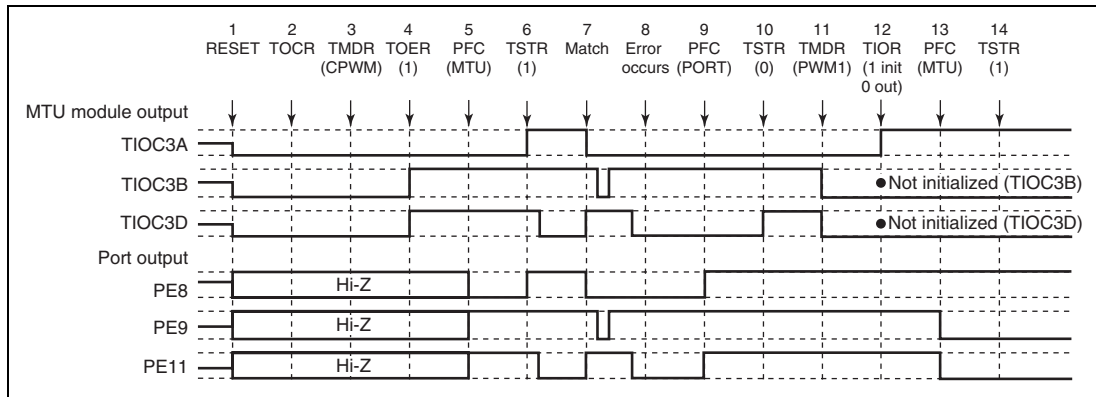 1 2 3 4 5 6 7 8 9 10 11 12 13 14
RESET TOCR TMDR TOER PFC TSTR Match Error PFC TSTR TMDR TIOR PFC TSTR
(CPWM) (1) (MTU) (1) occurs (PORT) (0) (PWM1) (1 init (MTU) (1)
0 out)
MTU module output
TIOC3A
TIOC3B
•Not initialized (TIOC3B)
TIOC3D
•Not initialized (TIOC3D)
Port output
PE8
Hi-Z
PE9
Hi-Z
PE11
Hi-Z